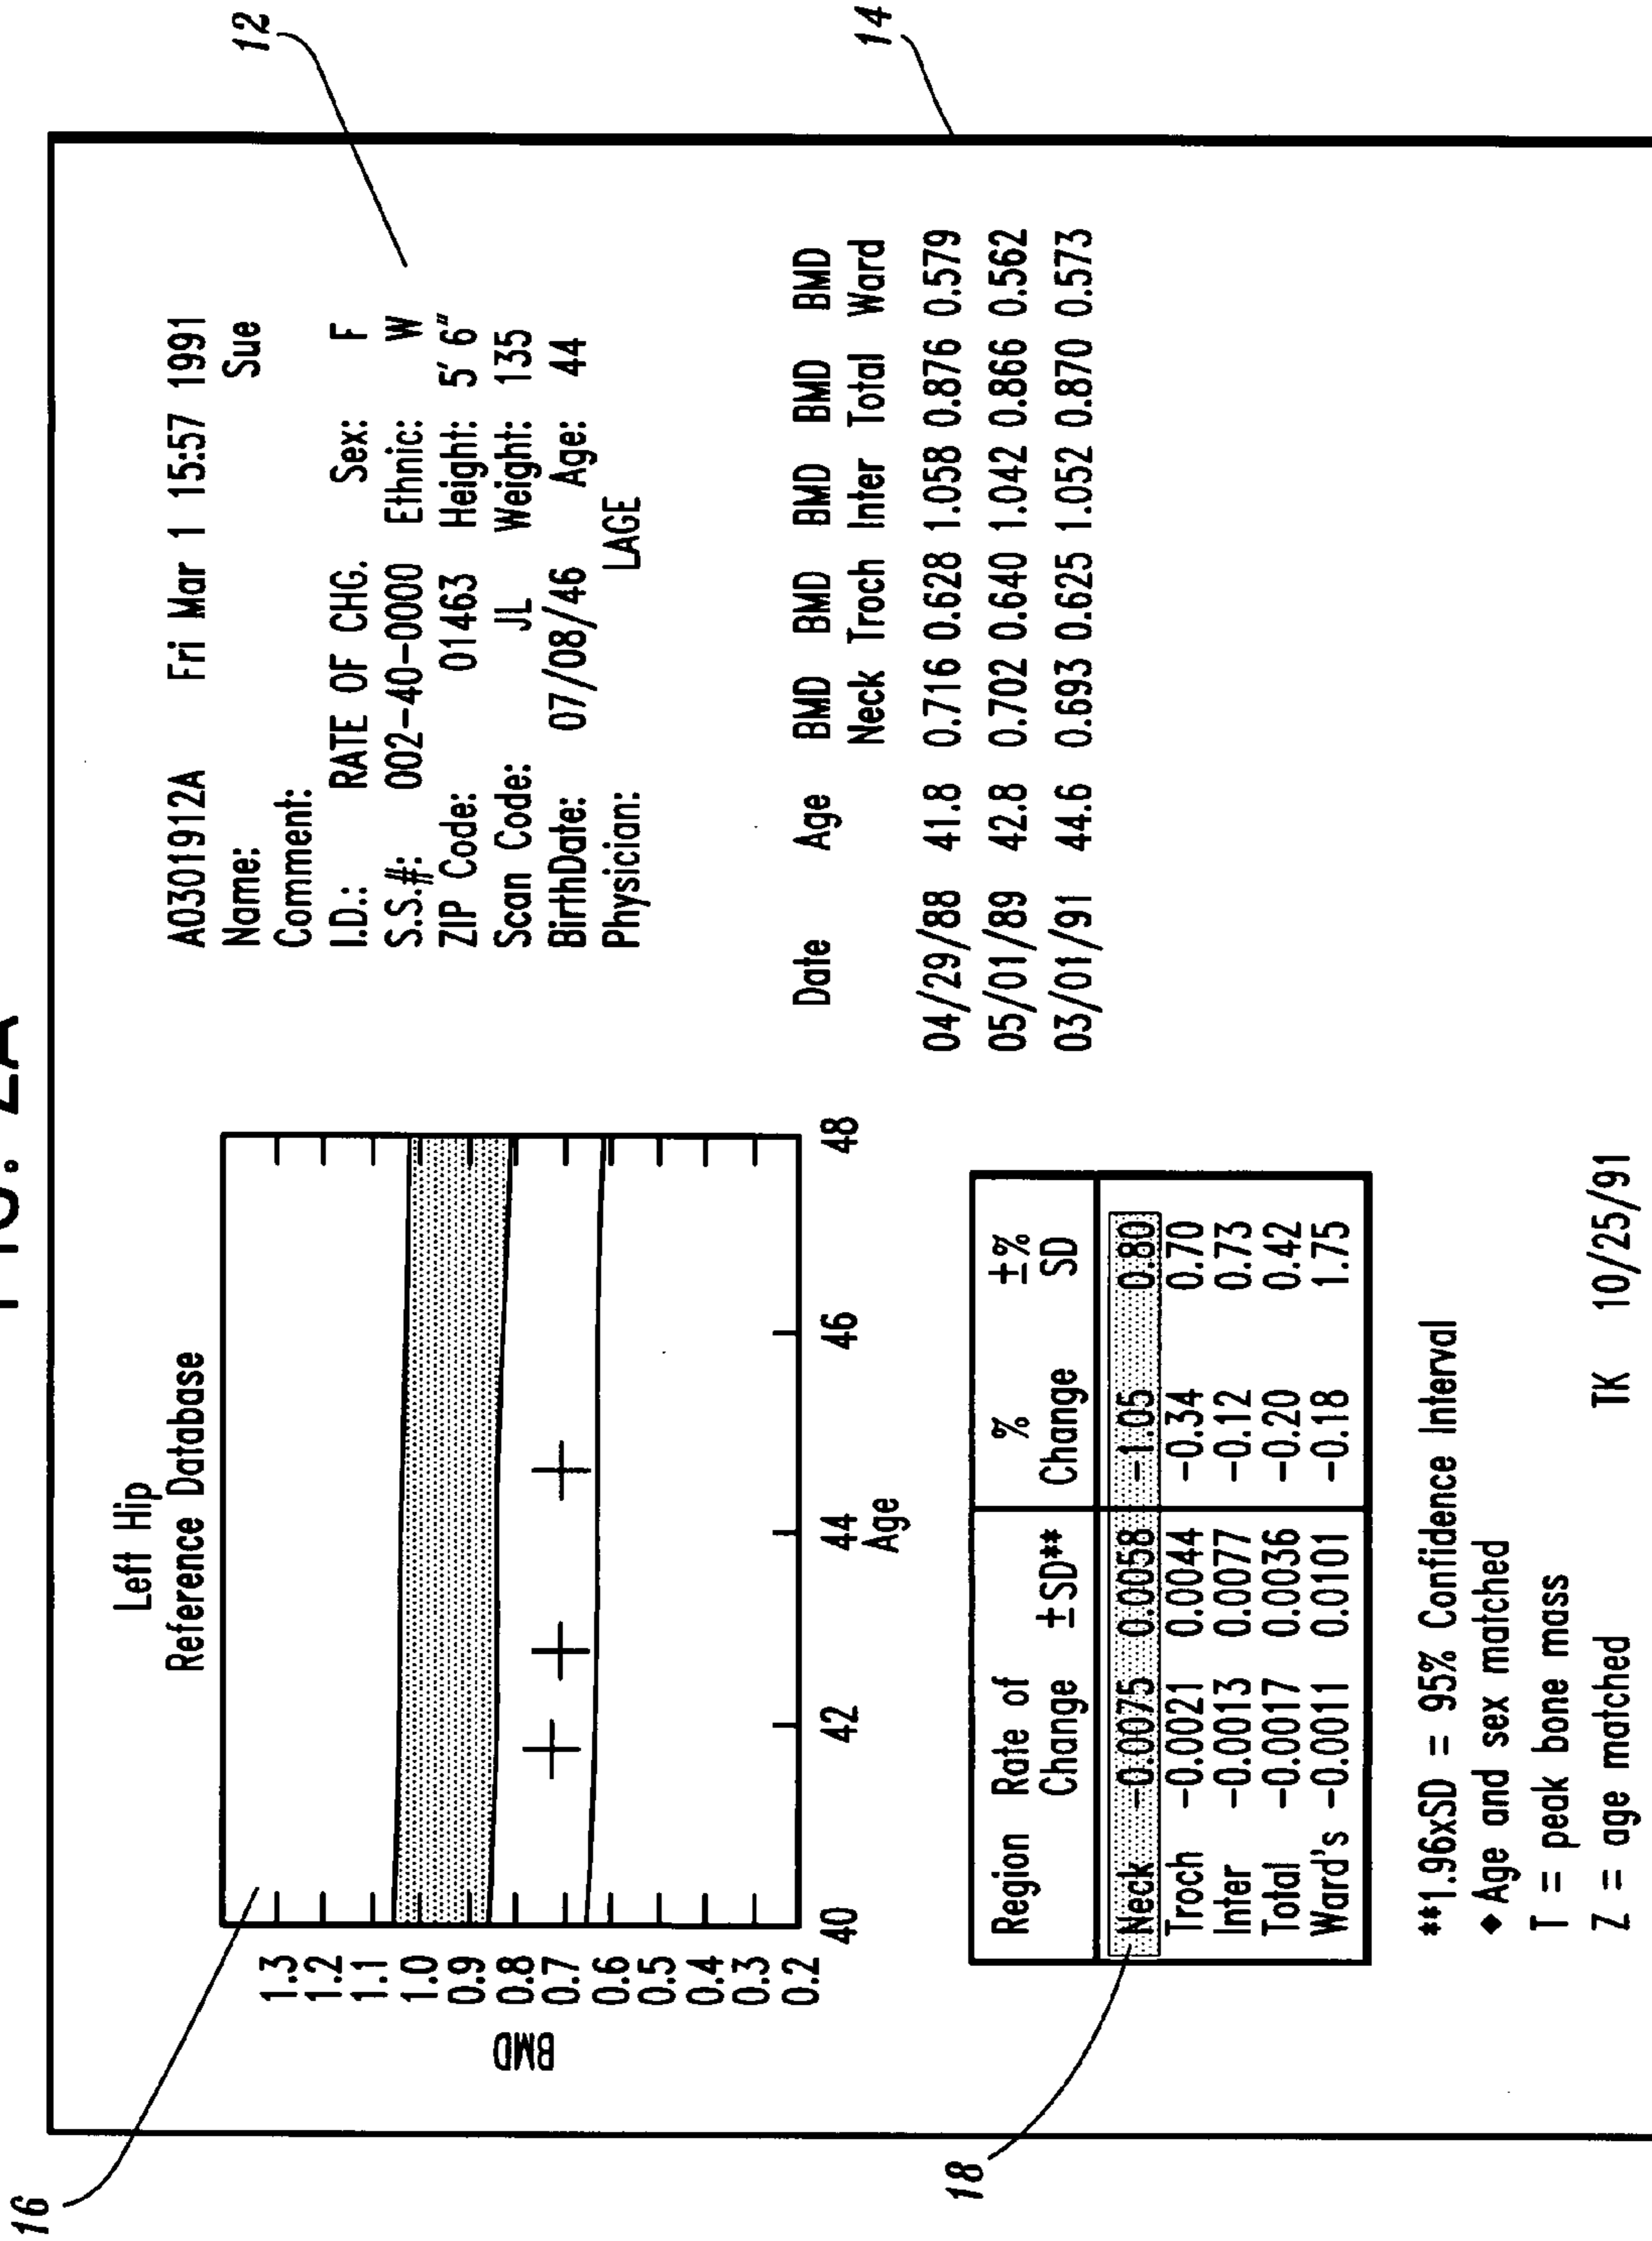 FIG. 2A
16
Left Hip
Reference Database
BMD
1.3
1.2
1.1
1.0
0.9
0.8
0.7
0.6
0.5
0.4
0.3
0.2
40 42 44 46 48
Age
12
A0301912A Fri Mar 1 15:57 1991
Name: Sue
Comment:
I.D.: RATE OF CHG. Sex: F
S.S.#: 002-40-0000 Ethnic: W
ZIP Code: 01463 Height: 5' 6"
Scan Code: JL Weight: 135
BirthDate: 07/08/46 Age: 44
Physician: LAGE
14
Date Age BMD BMD BMD BMD BMD
Neck Troch Inter Total Ward
04/29/88 41.8 0.716 0.628 1.058 0.876 0.579
05/01/89 42.8 0.702 0.640 1.042 0.866 0.562
03/01/91 44.6 0.693 0.625 1.052 0.870 0.573
18
Region Rate of ±SD** % ±%
Change Change SD
Neck -0.0075 0.0058 -1.05 0.80
Troch -0.0021 0.0044 -0.34 0.70
Inter -0.0013 0.0077 -0.12 0.73
Total -0.0017 0.0036 -0.20 0.42
Ward's -0.0011 0.0101 -0.18 1.75
**1.96xSD = 95% Confidence Interval
◆ Age and sex matched
T = peak bone mass
Z = age matched TK 10/25/91